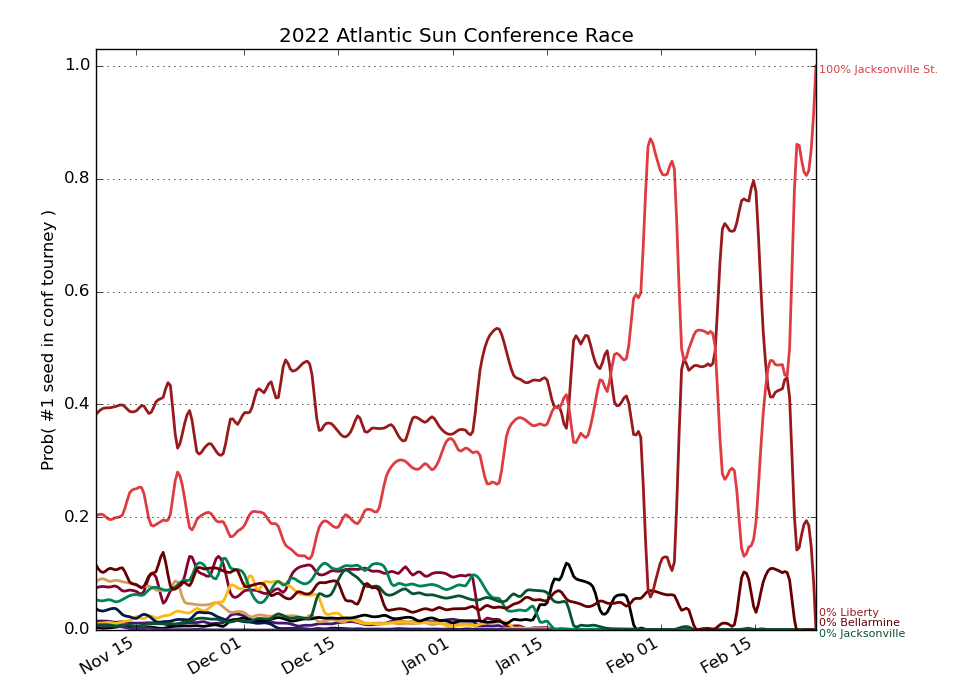 2022 Atlantic Sun Conference Race
Prob( #1 seed in conf tourney )
1.0
0.8
0.6
0.4
0.2
0.0
100% Jacksonville St.
0% Liberty
0% Bellarmine
0% Jacksonville
Nov 15
Dec 01
Dec 15
Jan 01
Jan 15
Feb 01
Feb 15